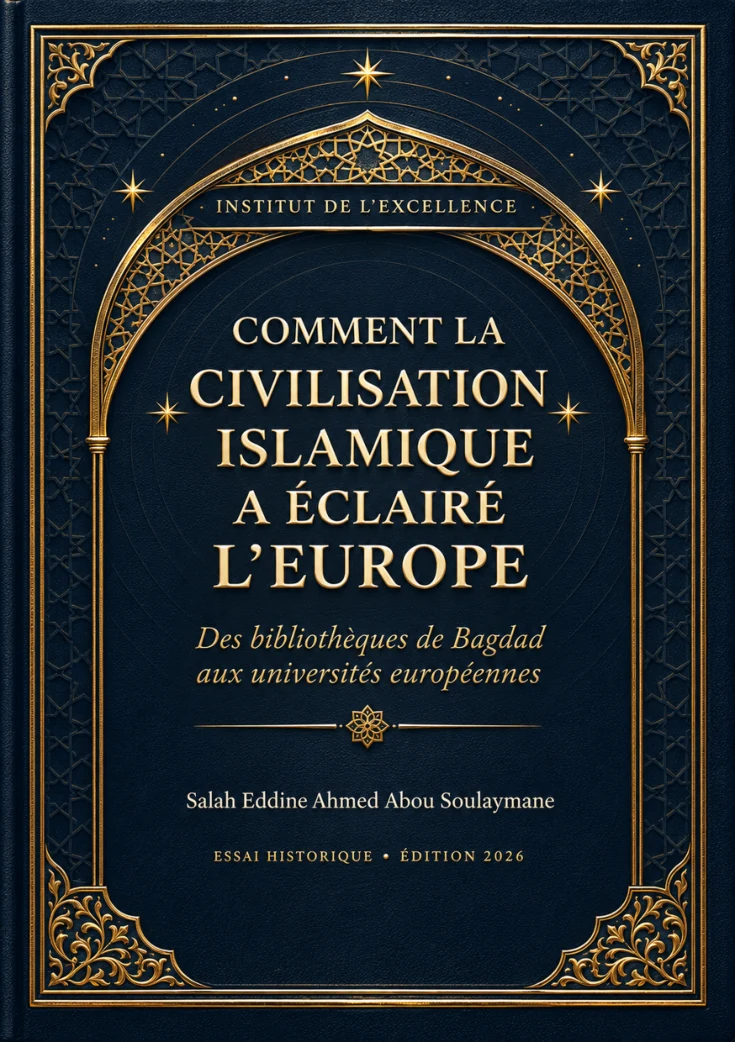 INSTITUT DE L’EXCELLENCE
COMMENT LA
CIVILISATION
ISLAMIQUE
A ÉCLAIRÉ
L’EUROPE
Des bibliothèques de Bagdad
aux universités européennes
Salah Eddine Ahmed Abou Soulaymane
ESSAI HISTORIQUE • ÉDITION 2026